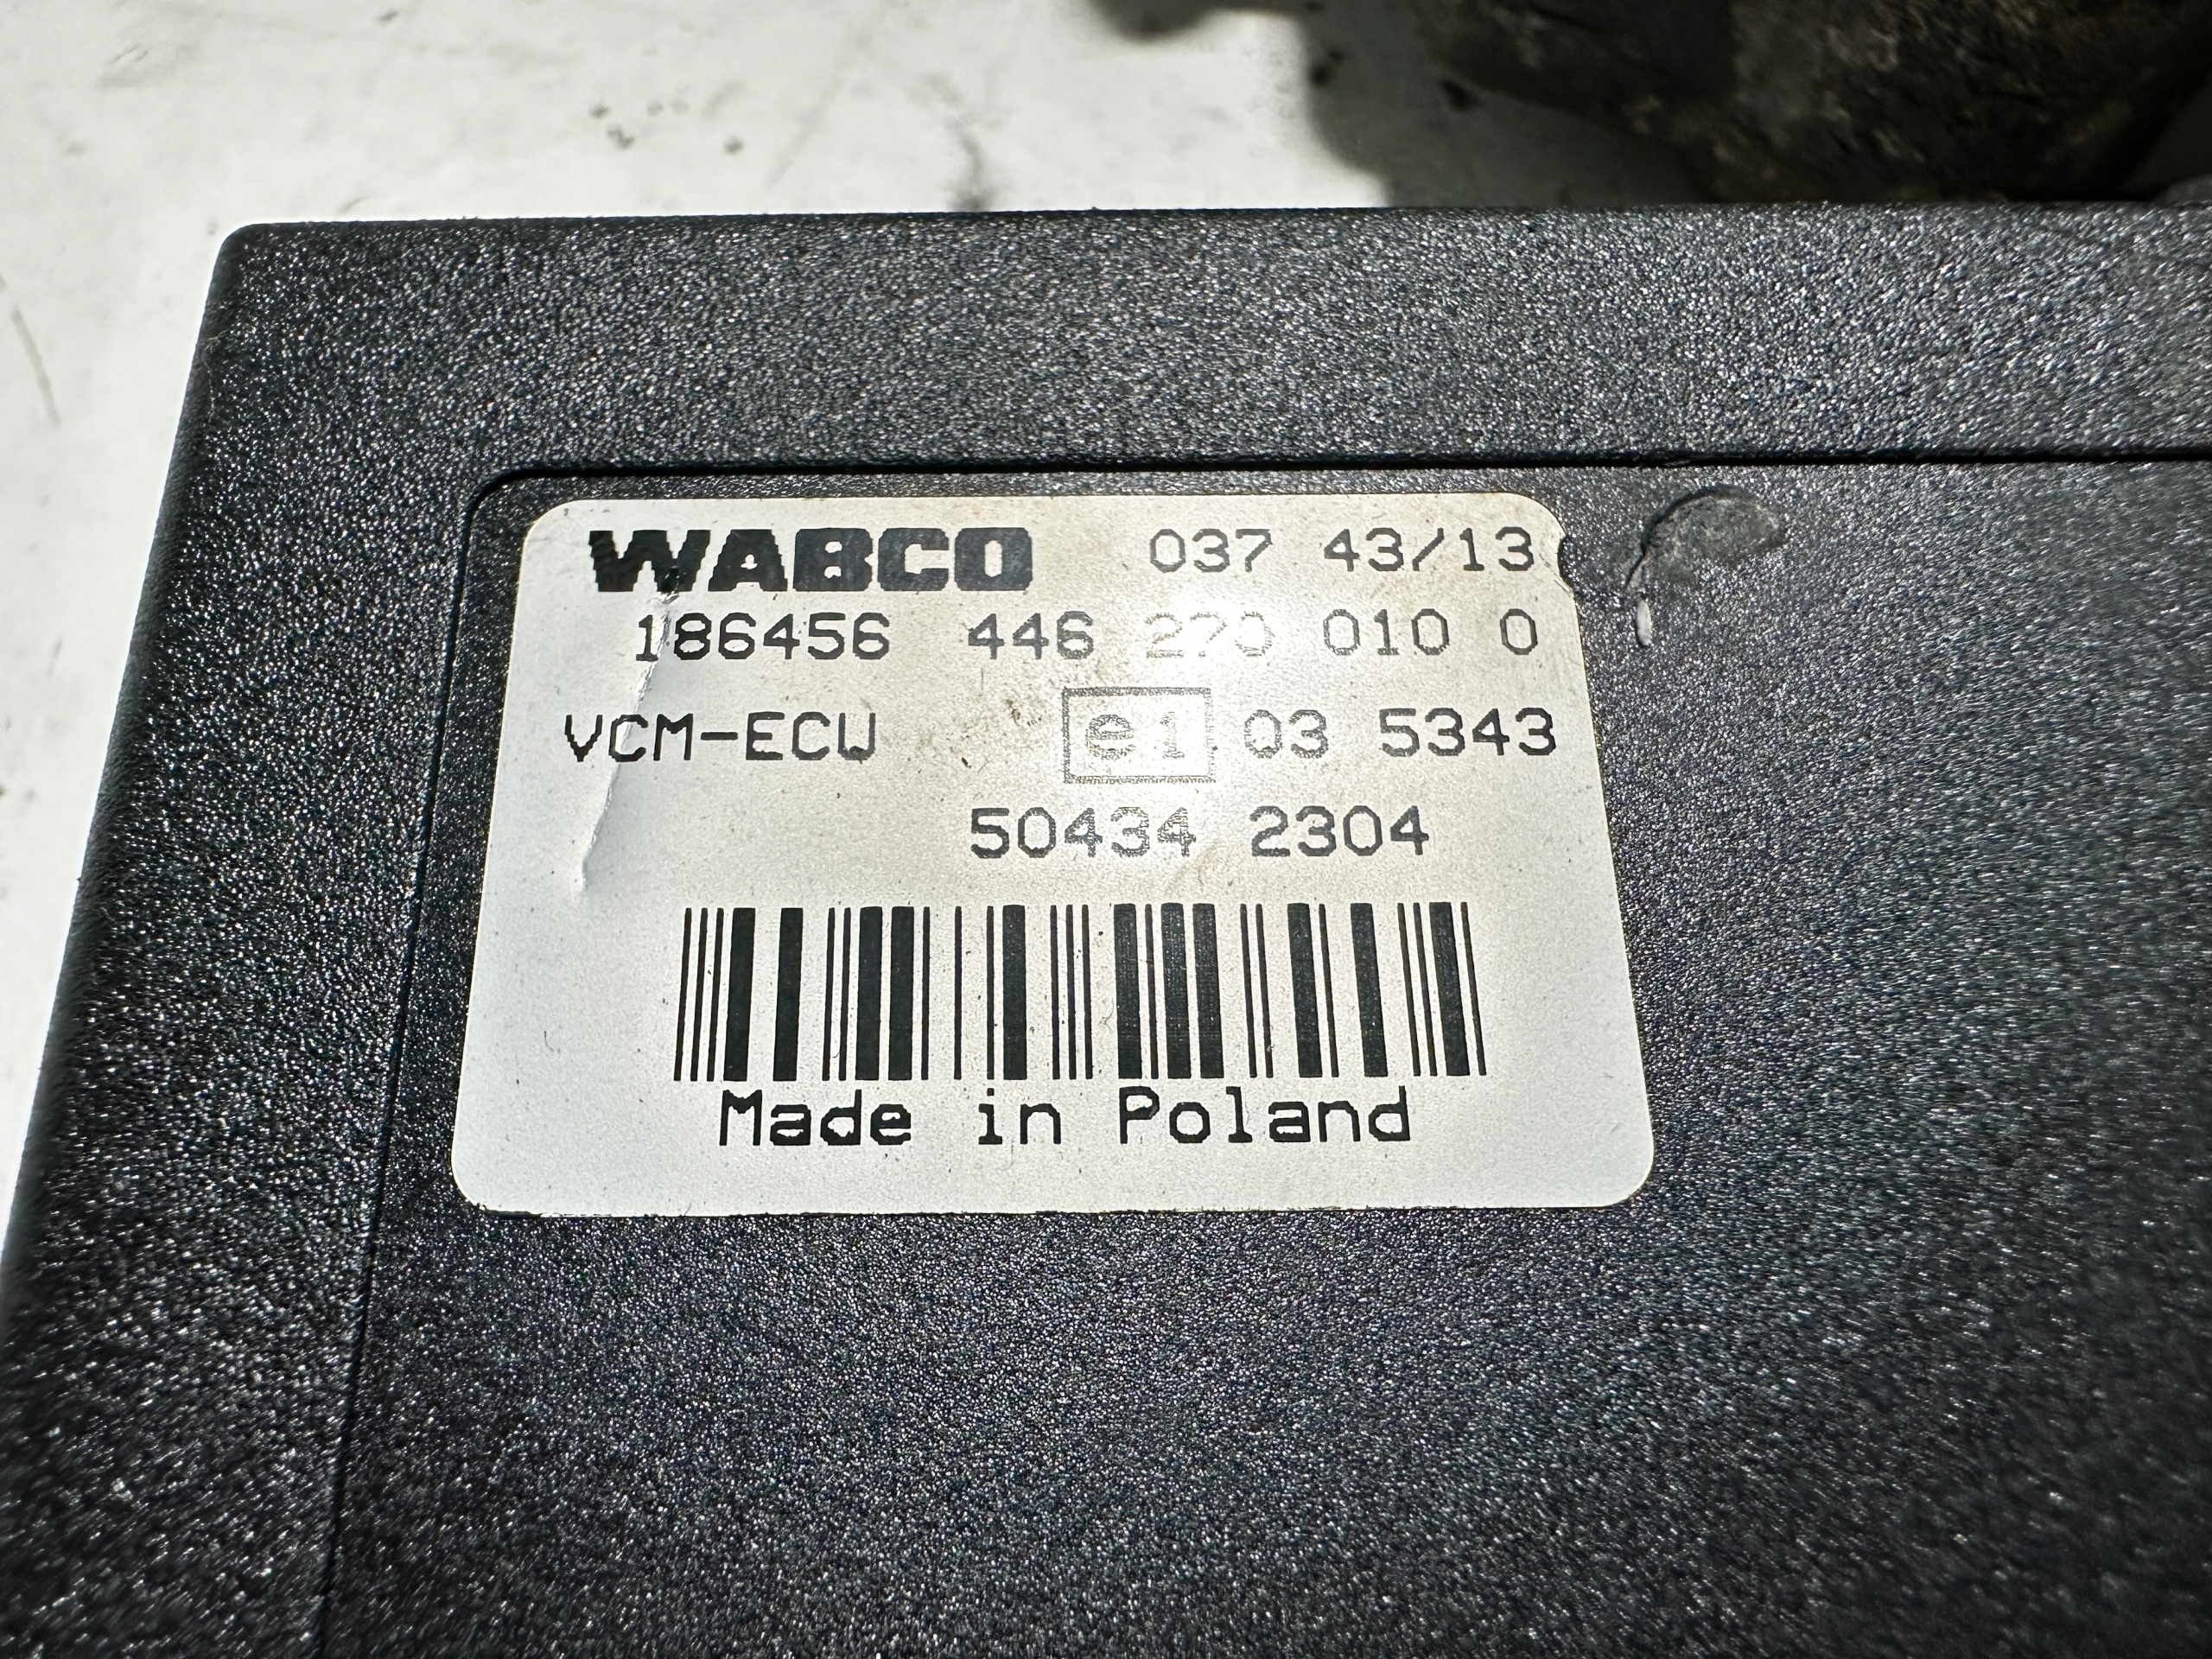 WABCO 037 43/13
186456 446 270 010 0
VCM-ECU e1 03 5343
50434 2304
Made in Poland